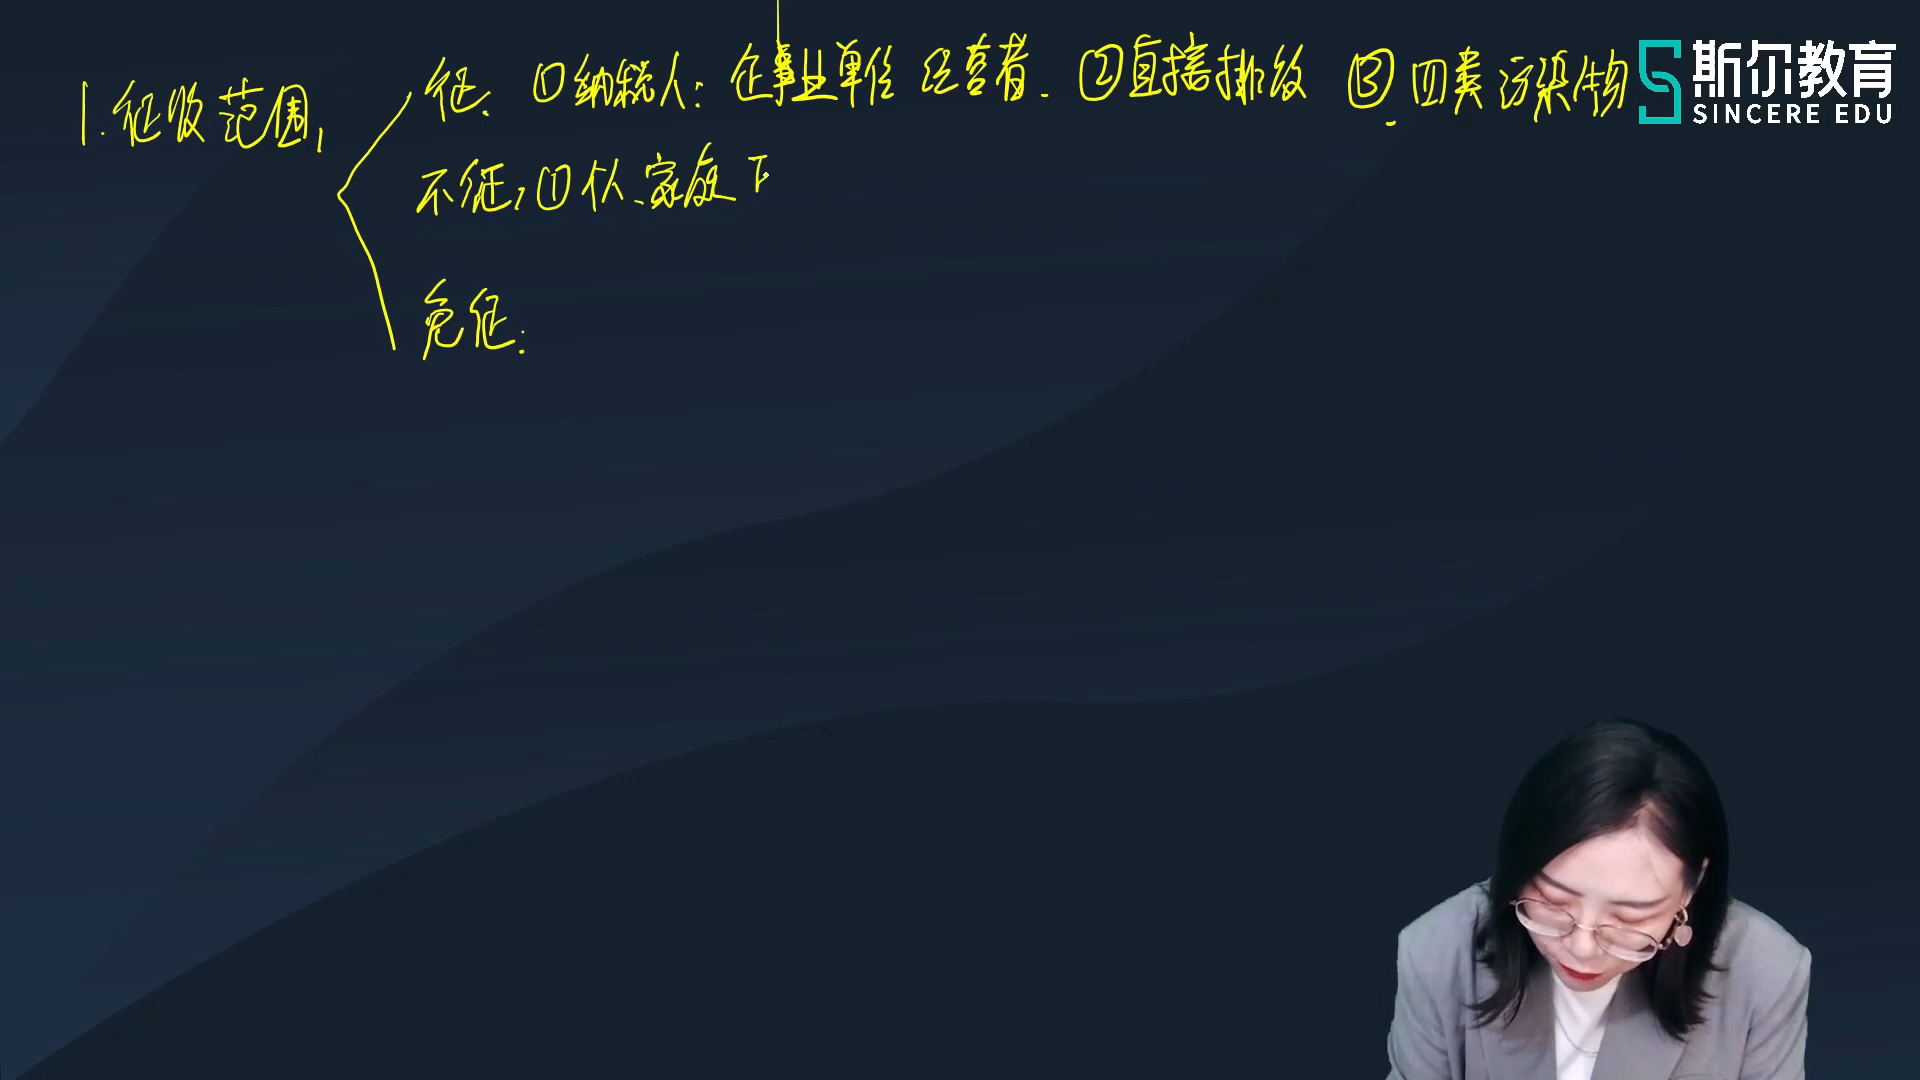 1.征收范围,
征、①纳税人:企事业单位 经营者. ②直接排放 ③.四类污染物
不征:①个人、家庭 下
免征:
斯尔教育
SINCERE EDU